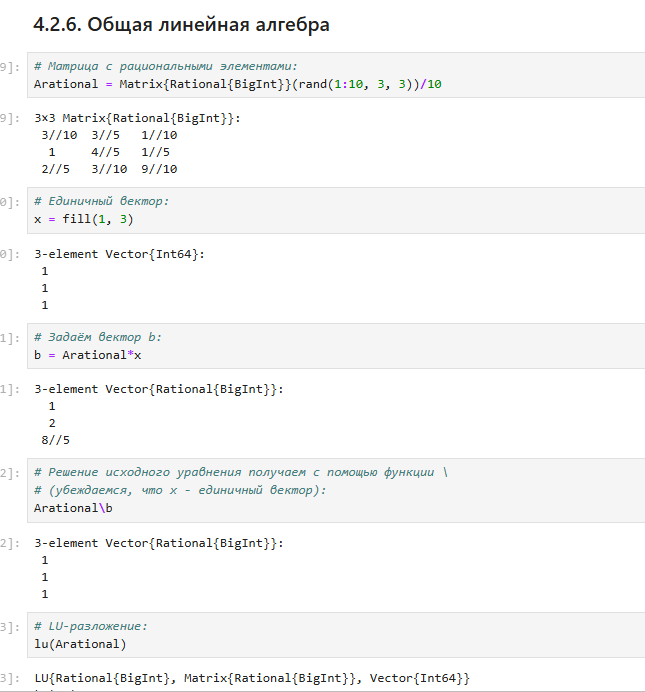 4.2.6. Общая линейная алгебра
9]: # Матрица с рациональными элементами:
Arational = Matrix{Rational{BigInt}}(rand(1:10, 3, 3))/10
9]: 3×3 Matrix{Rational{BigInt}}:
3//10 3//5 1//10
1 4//5 1//5
2//5 3//10 9//10
0]: # Единичный вектор:
x = fill(1, 3)
0]: 3-element Vector{Int64}:
1
1
1
1]: # Задаём вектор b:
b = Arational*x
1]: 3-element Vector{Rational{BigInt}}:
1
2
8//5
2]: # Решение исходного уравнения получаем с помощью функции \
# (убеждаемся, что x - единичный вектор):
Arational\b
2]: 3-element Vector{Rational{BigInt}}:
1
1
1
3]: # LU-разложение:
lu(Arational)
3]: LU{Rational{BigInt}, Matrix{Rational{BigInt}}, Vector{Int64}}